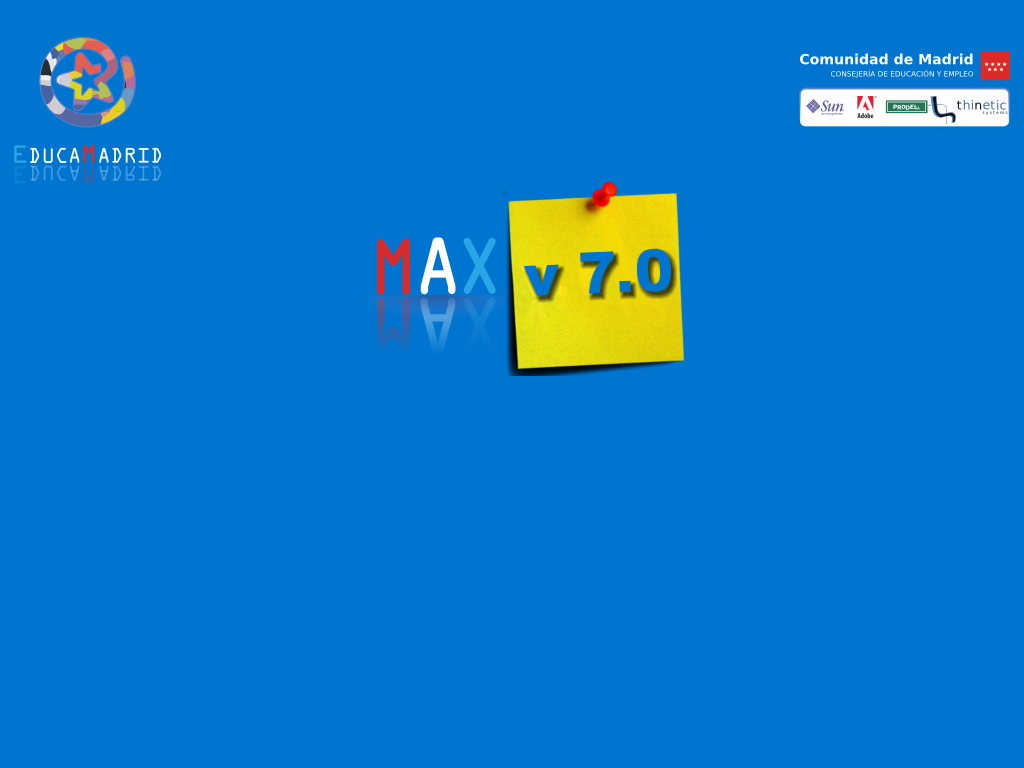 Comunidad de Madrid
CONSEJERÍA DE EDUCACIÓN Y EMPLEO
Sun
Adobe
PRODEL
thinetic
systems
EDUCAMADRID
MAX
v 7.0